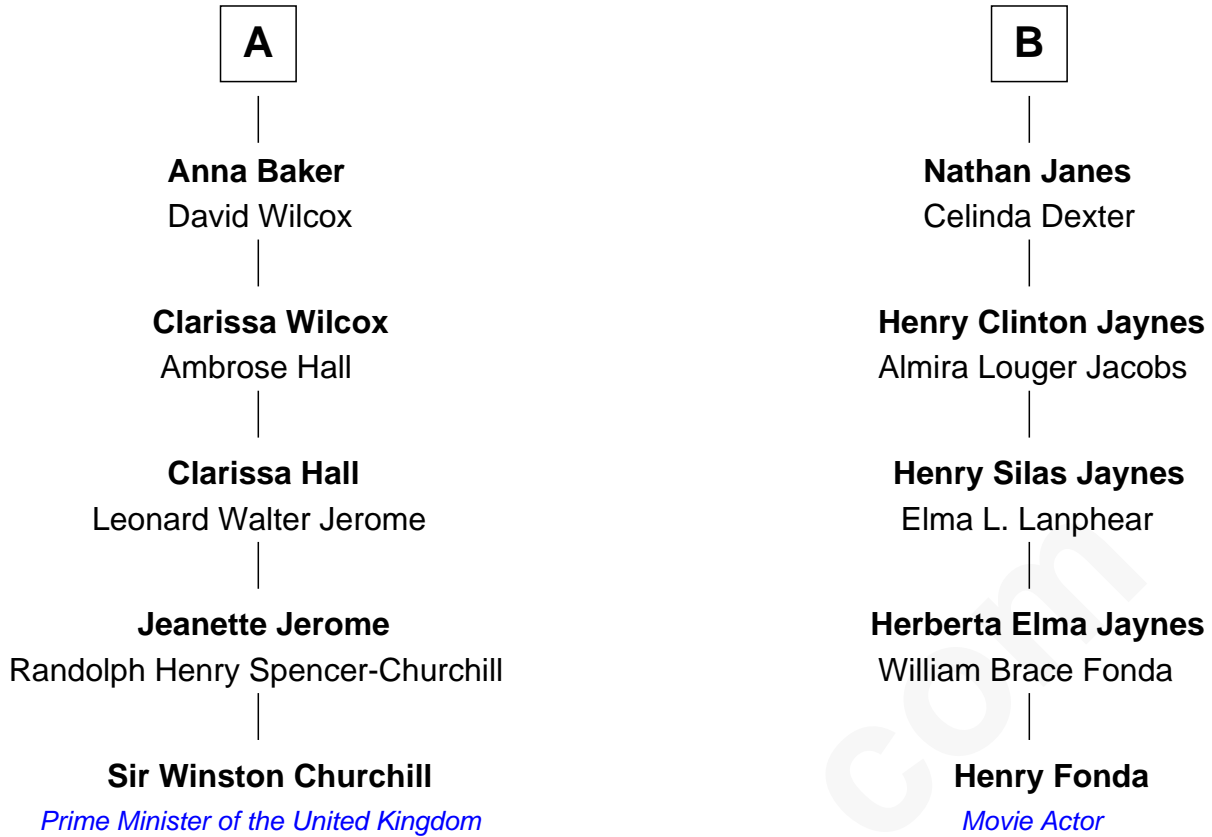 A
Anna Baker
David Wilcox
Clarissa Wilcox
Ambrose Hall
Clarissa Hall
Leonard Walter Jerome
Jeanette Jerome
Randolph Henry Spencer-Churchill
Sir Winston Churchill
Prime Minister of the United Kingdom
B
Nathan Janes
Celinda Dexter
Henry Clinton Jaynes
Almira Louger Jacobs
Henry Silas Jaynes
Elma L. Lanphear
Herberta Elma Jaynes
William Brace Fonda
Henry Fonda
Movie Actor
com